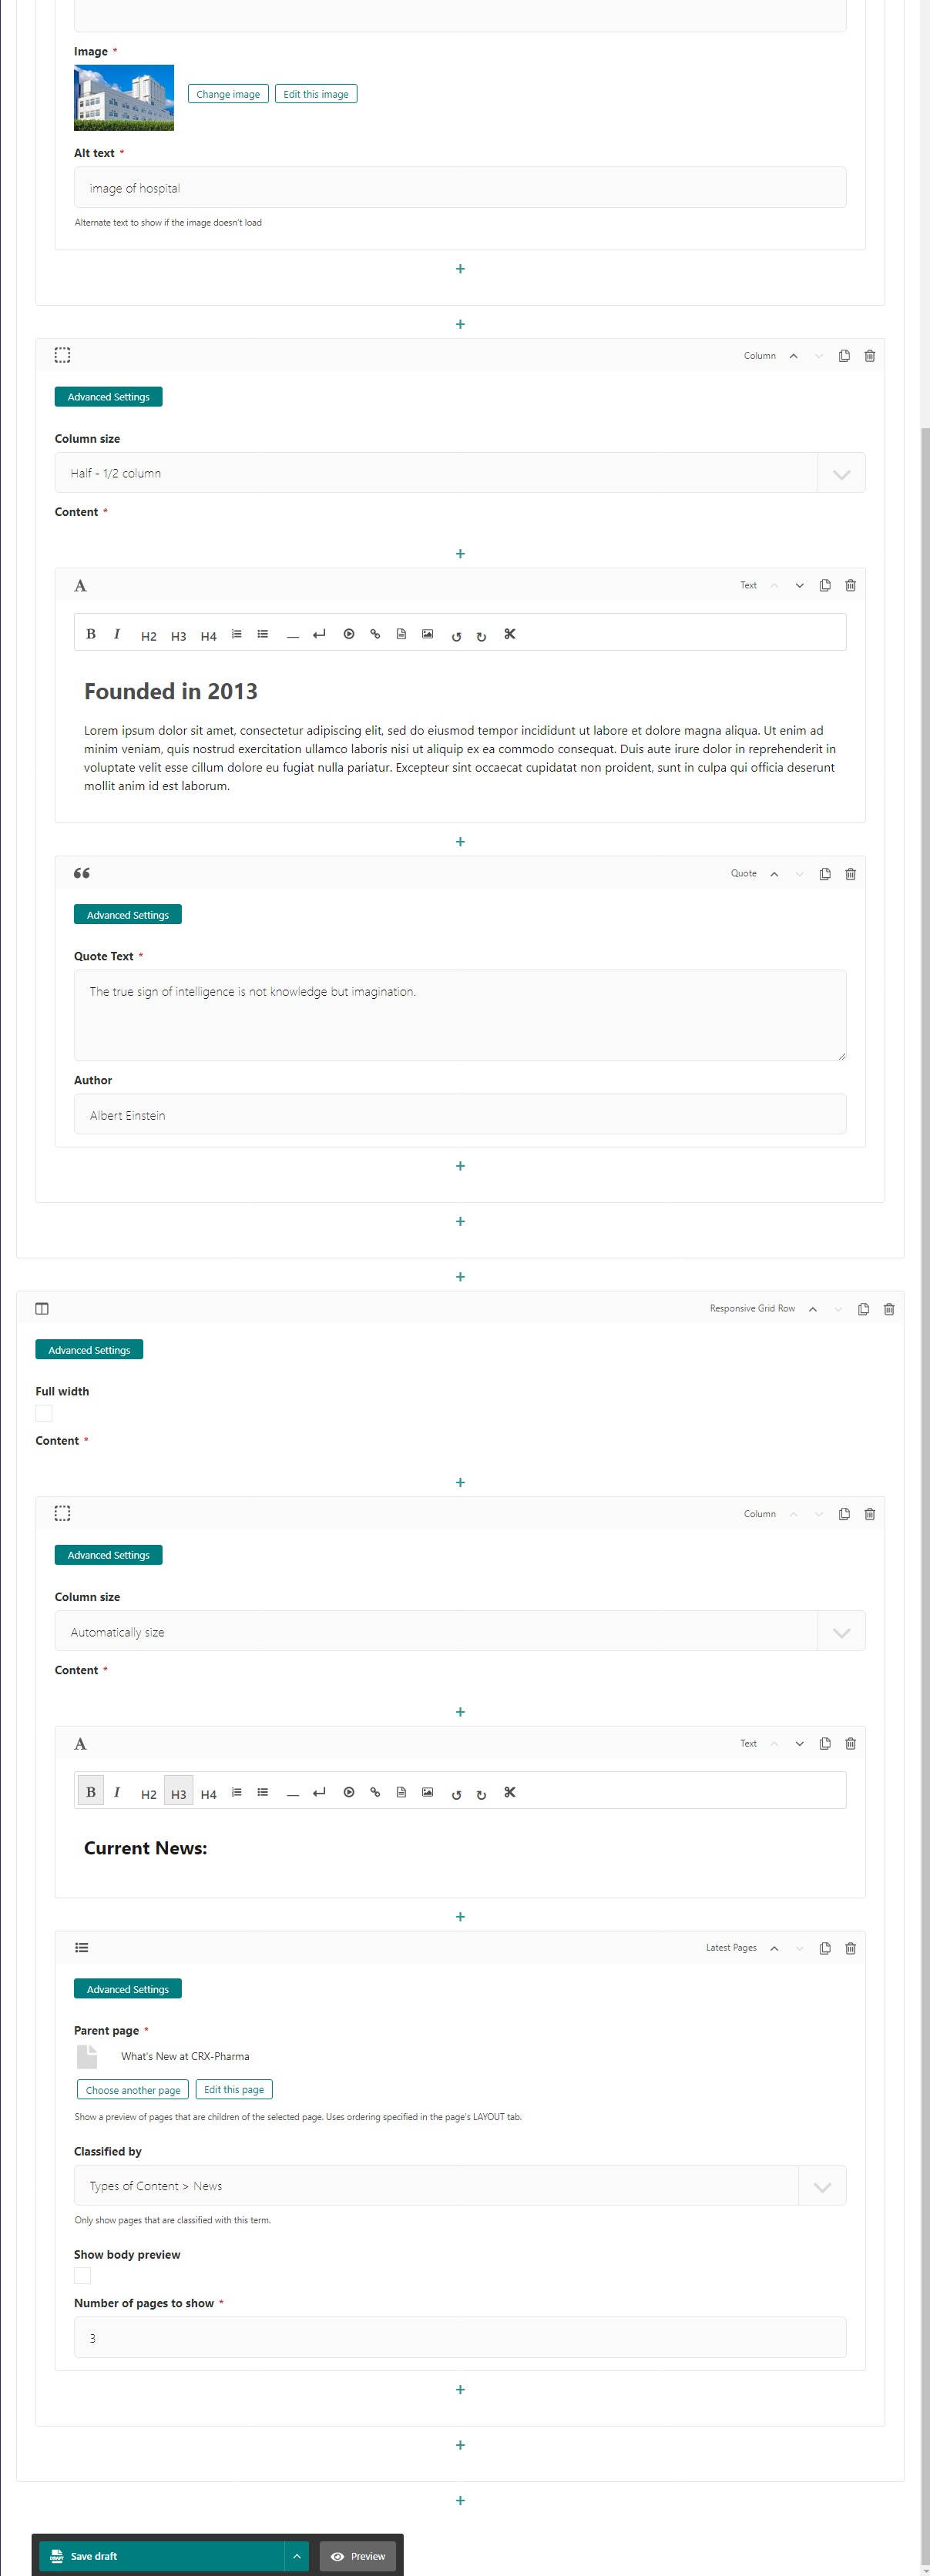 Image *
Change image Edit this image
Alt text *
image of hospital
Alternate text to show if the image doesn't load
+
+
Column
Advanced Settings
Column size
Half - 1/2 column
Content *
+
A Text
B I H2 H3 H4
Founded in 2013
Lorem ipsum dolor sit amet, consectetur adipiscing elit, sed do eiusmod tempor incididunt ut labore et dolore magna aliqua. Ut enim ad
minim veniam, quis nostrud exercitation ullamco laboris nisi ut aliquip ex ea commodo consequat. Duis aute irure dolor in reprehenderit in
voluptate velit esse cillum dolore eu fugiat nulla pariatur. Excepteur sint occaecat cupidatat non proident, sunt in culpa qui officia deserunt
mollit anim id est laborum.
+
Quote
Advanced Settings
Quote Text *
The true sign of intelligence is not knowledge but imagination.
Author
Albert Einstein
+
+
+
Responsive Grid Row
Advanced Settings
Full width
Content *
+
Column
Advanced Settings
Column size
Automatically size
Content *
+
A Text
B I H2 H3 H4
Current News:
+
Latest Pages
Advanced Settings
Parent page *
What's New at CRX-Pharma
Choose another page Edit this page
Show a preview of pages that are children of the selected page. Uses ordering specified in the page's LAYOUT tab.
Classified by
Types of Content > News
Only show pages that are classified with this term.
Show body preview
Number of pages to show *
3
+
+
+
Save draft Preview